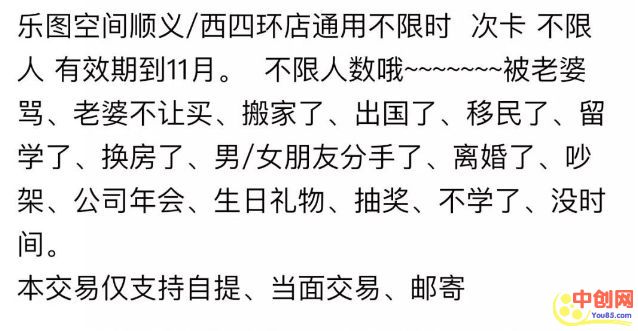 乐图空间顺义/西四环店通用不限时 次卡 不限
人 有效期到11月。 不限人数哦~~~~~~~被老婆
骂、老婆不让买、搬家了、出国了、移民了、留
学了、换房了、男/女朋友分手了、离婚了、吵
架、公司年会、生日礼物、抽奖、不学了、没时
间。
本交易仅支持自提、当面交易、邮寄
中创网
You85.com